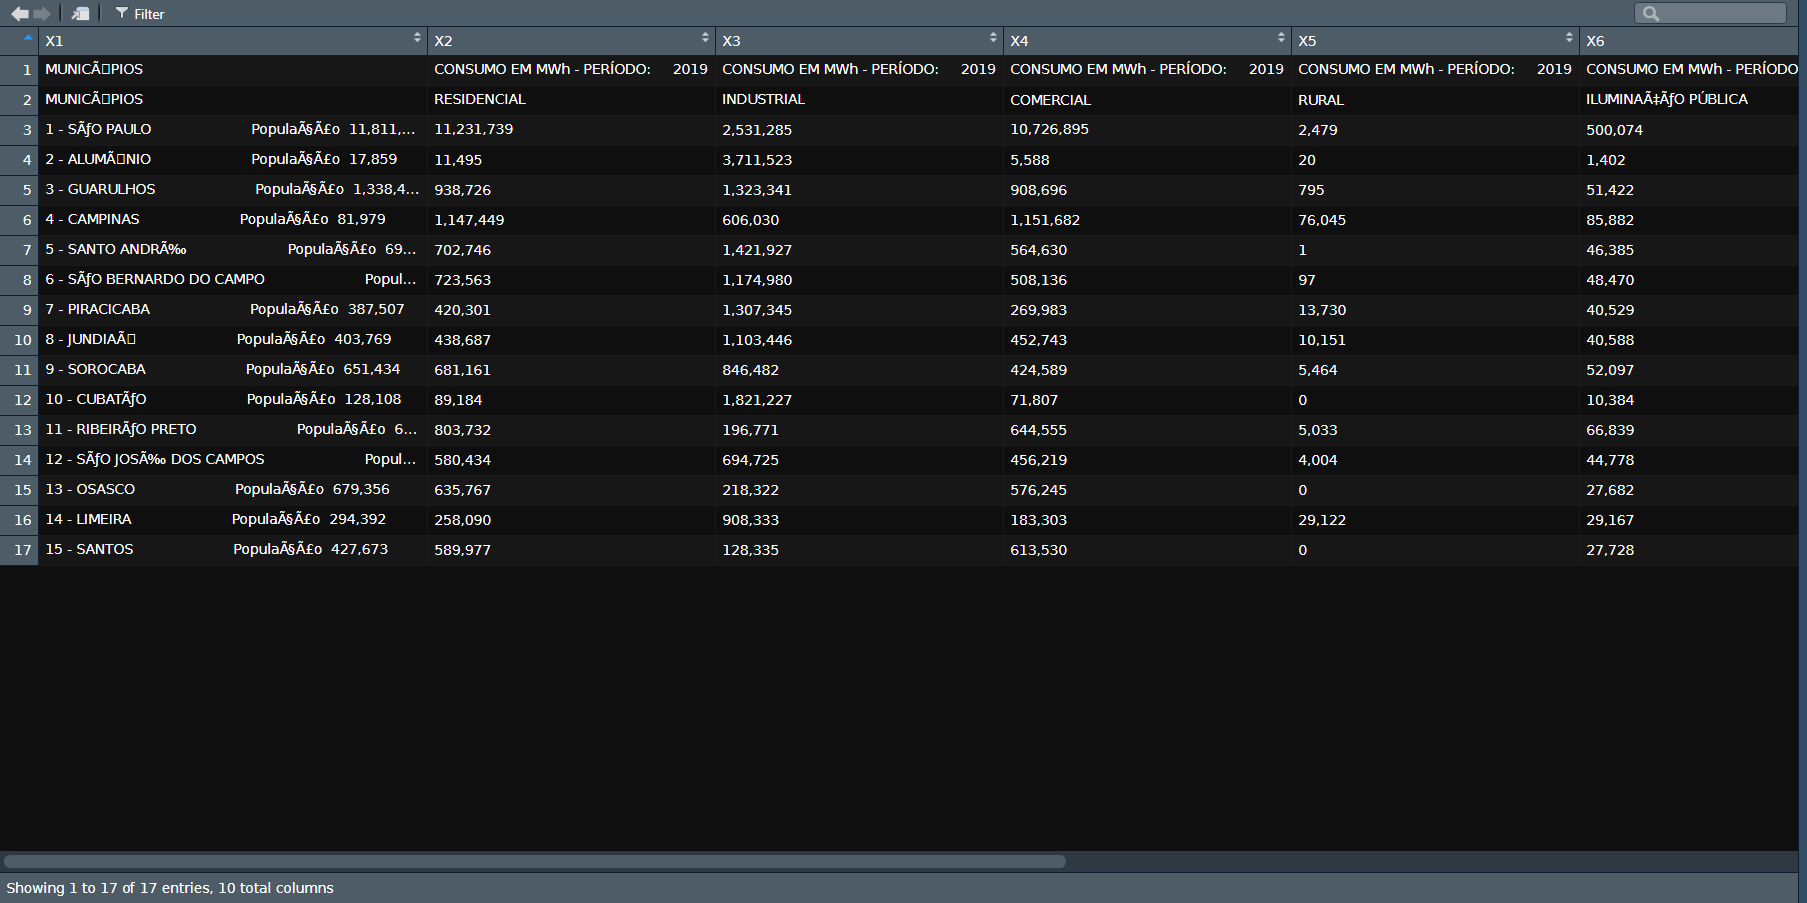 Filter
X1 X2 X3 X4 X5 X6
1 MUNICÃ​PIOS CONSUMO EM MWh - PERÍODO: 2019 CONSUMO EM MWh - PERÍODO: 2019 CONSUMO EM MWh - PERÍODO: 2019 CONSUMO EM MWh - PERÍODO: 2019 CONSUMO EM MWh - PERÍODO
2 MUNICÃ​PIOS RESIDENCIAL INDUSTRIAL COMERCIAL RURAL ILUMINAÃ‡ÃƒO PÚBLICA
3 1 - SÃƒO PAULO PopulaÃ§Ã£o 11,811,... 11,231,739 2,531,285 10,726,895 2,479 500,074
4 2 - ALUMÃ​NIO PopulaÃ§Ã£o 17,859 11,495 3,711,523 5,588 20 1,402
5 3 - GUARULHOS PopulaÃ§Ã£o 1,338,4... 938,726 1,323,341 908,696 795 51,422
6 4 - CAMPINAS PopulaÃ§Ã£o 81,979 1,147,449 606,030 1,151,682 76,045 85,882
7 5 - SANTO ANDRÃ‰ PopulaÃ§Ã£o 69... 702,746 1,421,927 564,630 1 46,385
8 6 - SÃƒO BERNARDO DO CAMPO Popul... 723,563 1,174,980 508,136 97 48,470
9 7 - PIRACICABA PopulaÃ§Ã£o 387,507 420,301 1,307,345 269,983 13,730 40,529
10 8 - JUNDIAÃ​ PopulaÃ§Ã£o 403,769 438,687 1,103,446 452,743 10,151 40,588
11 9 - SOROCABA PopulaÃ§Ã£o 651,434 681,161 846,482 424,589 5,464 52,097
12 10 - CUBATÃƒO PopulaÃ§Ã£o 128,108 89,184 1,821,227 71,807 0 10,384
13 11 - RIBEIRÃƒO PRETO PopulaÃ§Ã£o 6... 803,732 196,771 644,555 5,033 66,839
14 12 - SÃƒO JOSÃ‰ DOS CAMPOS Popul... 580,434 694,725 456,219 4,004 44,778
15 13 - OSASCO PopulaÃ§Ã£o 679,356 635,767 218,322 576,245 0 27,682
16 14 - LIMEIRA PopulaÃ§Ã£o 294,392 258,090 908,333 183,303 29,122 29,167
17 15 - SANTOS PopulaÃ§Ã£o 427,673 589,977 128,335 613,530 0 27,728
Showing 1 to 17 of 17 entries, 10 total columns